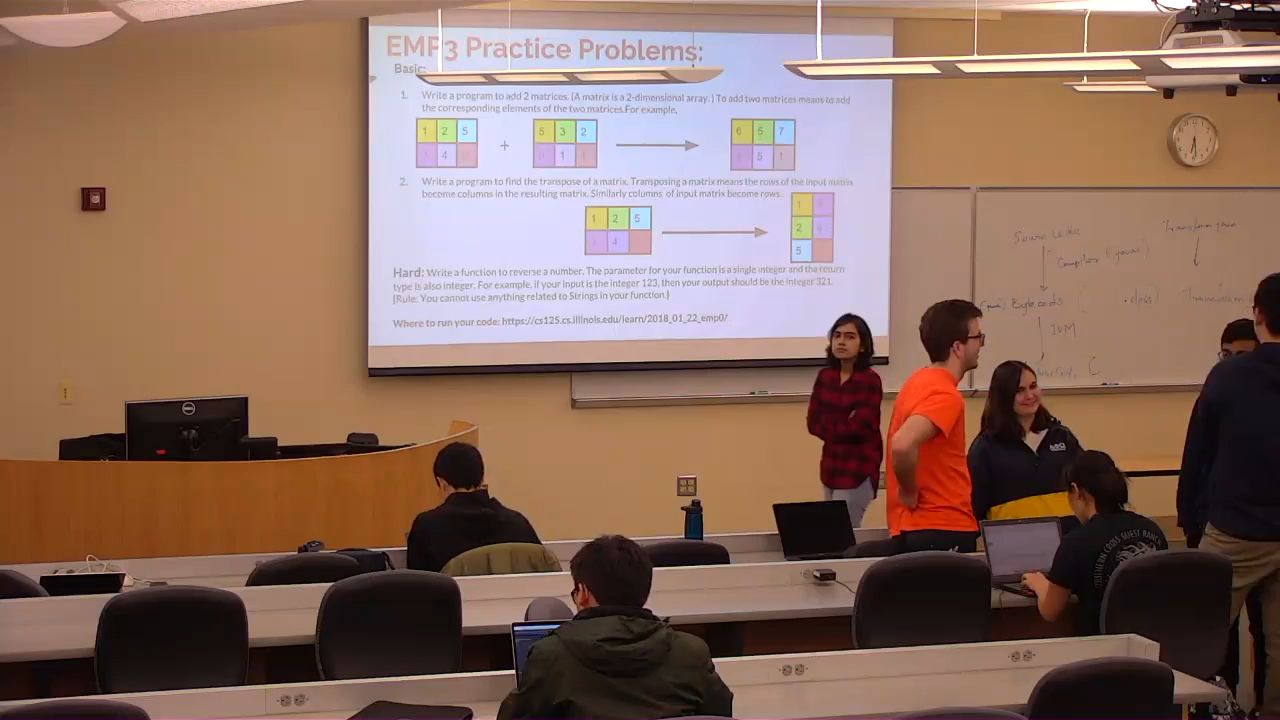 EMP3 Practice Problems:
Basic:
1. Write a program to add 2 matrices. (A matrix is a 2-dimensional array. ) To add two matrices means to add
the corresponding elements of the two matrices.For example,
1 2 5 + 5 3 2 6 5 7
4 1 5 1
2. Write a program to find the transpose of a matrix. Transposing a matrix means the rows of the input matrix
become columns in the resulting matrix. Similarly columns of input matrix become rows.
1 2 5 1
4 2
5
Hard: Write a function to reverse a number. The parameter for your function is a single integer and the return
type is also integer. For example, if your input is the integer 123, then your output should be the integer 321.
[Rule: You cannot use anything related to Strings in your function.]
Where to run your code: https://cs125.cs.illinois.edu/learn/2018_01_22_emp0/
Compiler (javac)
.class)
JVM
C
DELL